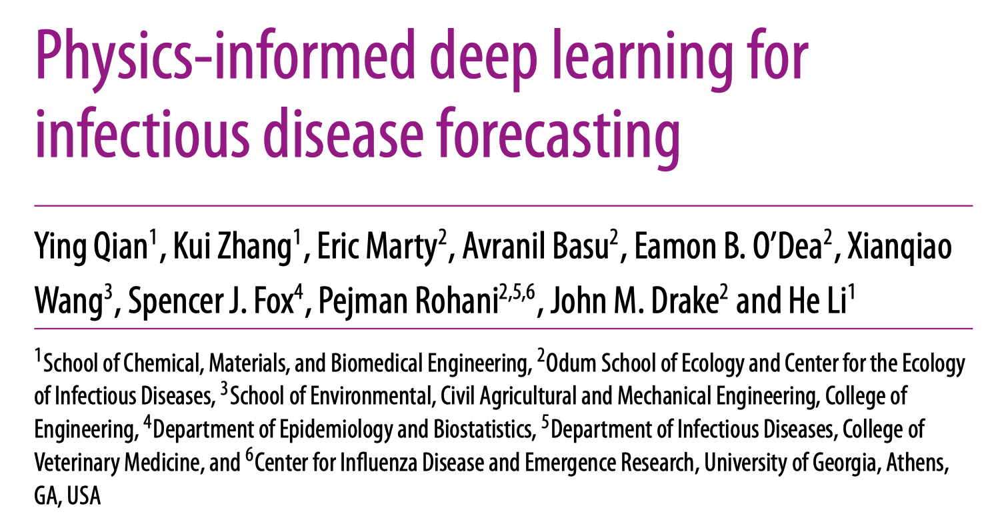 Physics-informed deep learning for
infectious disease forecasting
Ying Qian¹, Kui Zhang¹, Eric Marty², Avranil Basu², Eamon B. O’Dea², Xianqiao
Wang³, Spencer J. Fox⁴, Pejman Rohani²,⁵,⁶, John M. Drake² and He Li¹
¹School of Chemical, Materials, and Biomedical Engineering, ²Odum School of Ecology and Center for the Ecology
of Infectious Diseases, ³School of Environmental, Civil Agricultural and Mechanical Engineering, College of
Engineering, ⁴Department of Epidemiology and Biostatistics, ⁵Department of Infectious Diseases, College of
Veterinary Medicine, and ⁶Center for Influenza Disease and Emergence Research, University of Georgia, Athens,
GA, USA